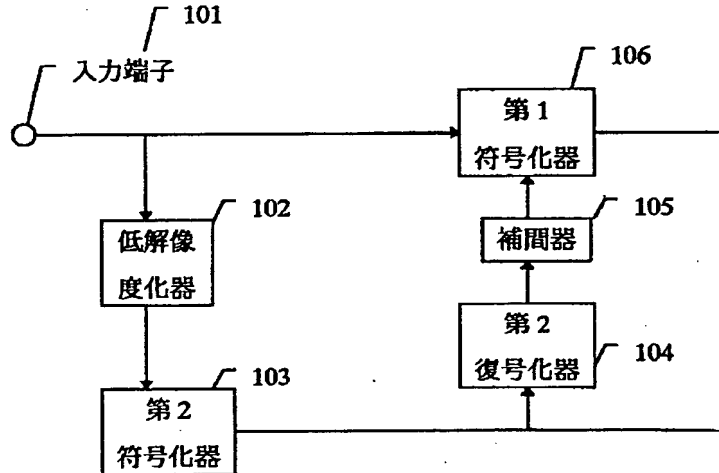 101
入力端子
106
第1
符号化器
102
低解像
度化器
105
補間器
第2
復号化器
104
103
第2
符号化器